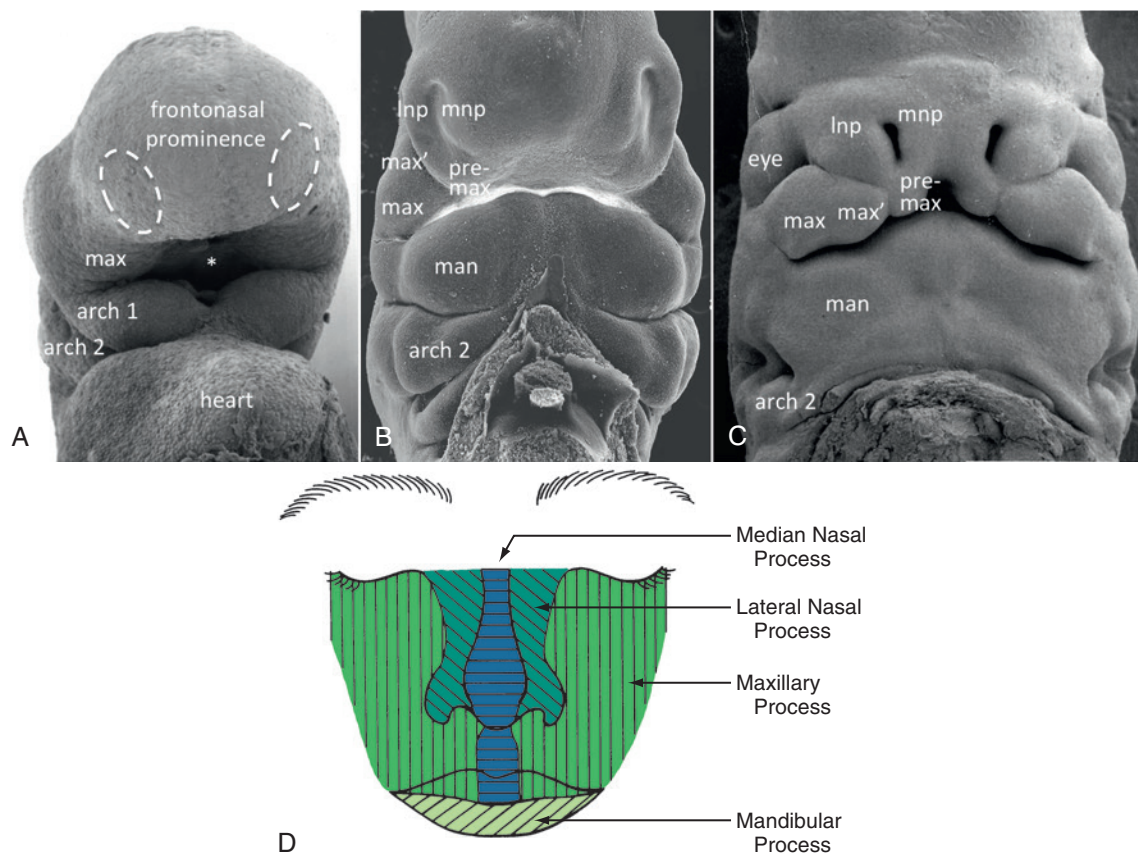 frontonasal
prominence
max
*
arch 1
arch 2
heart
A
lnp
mnp
max'
pre-
max
max
man
arch 2
B
lnp
mnp
eye
pre-
max
max
max'
man
arch 2
C
Median Nasal
Process
Lateral Nasal
Process
Maxillary
Process
Mandibular
Process
D